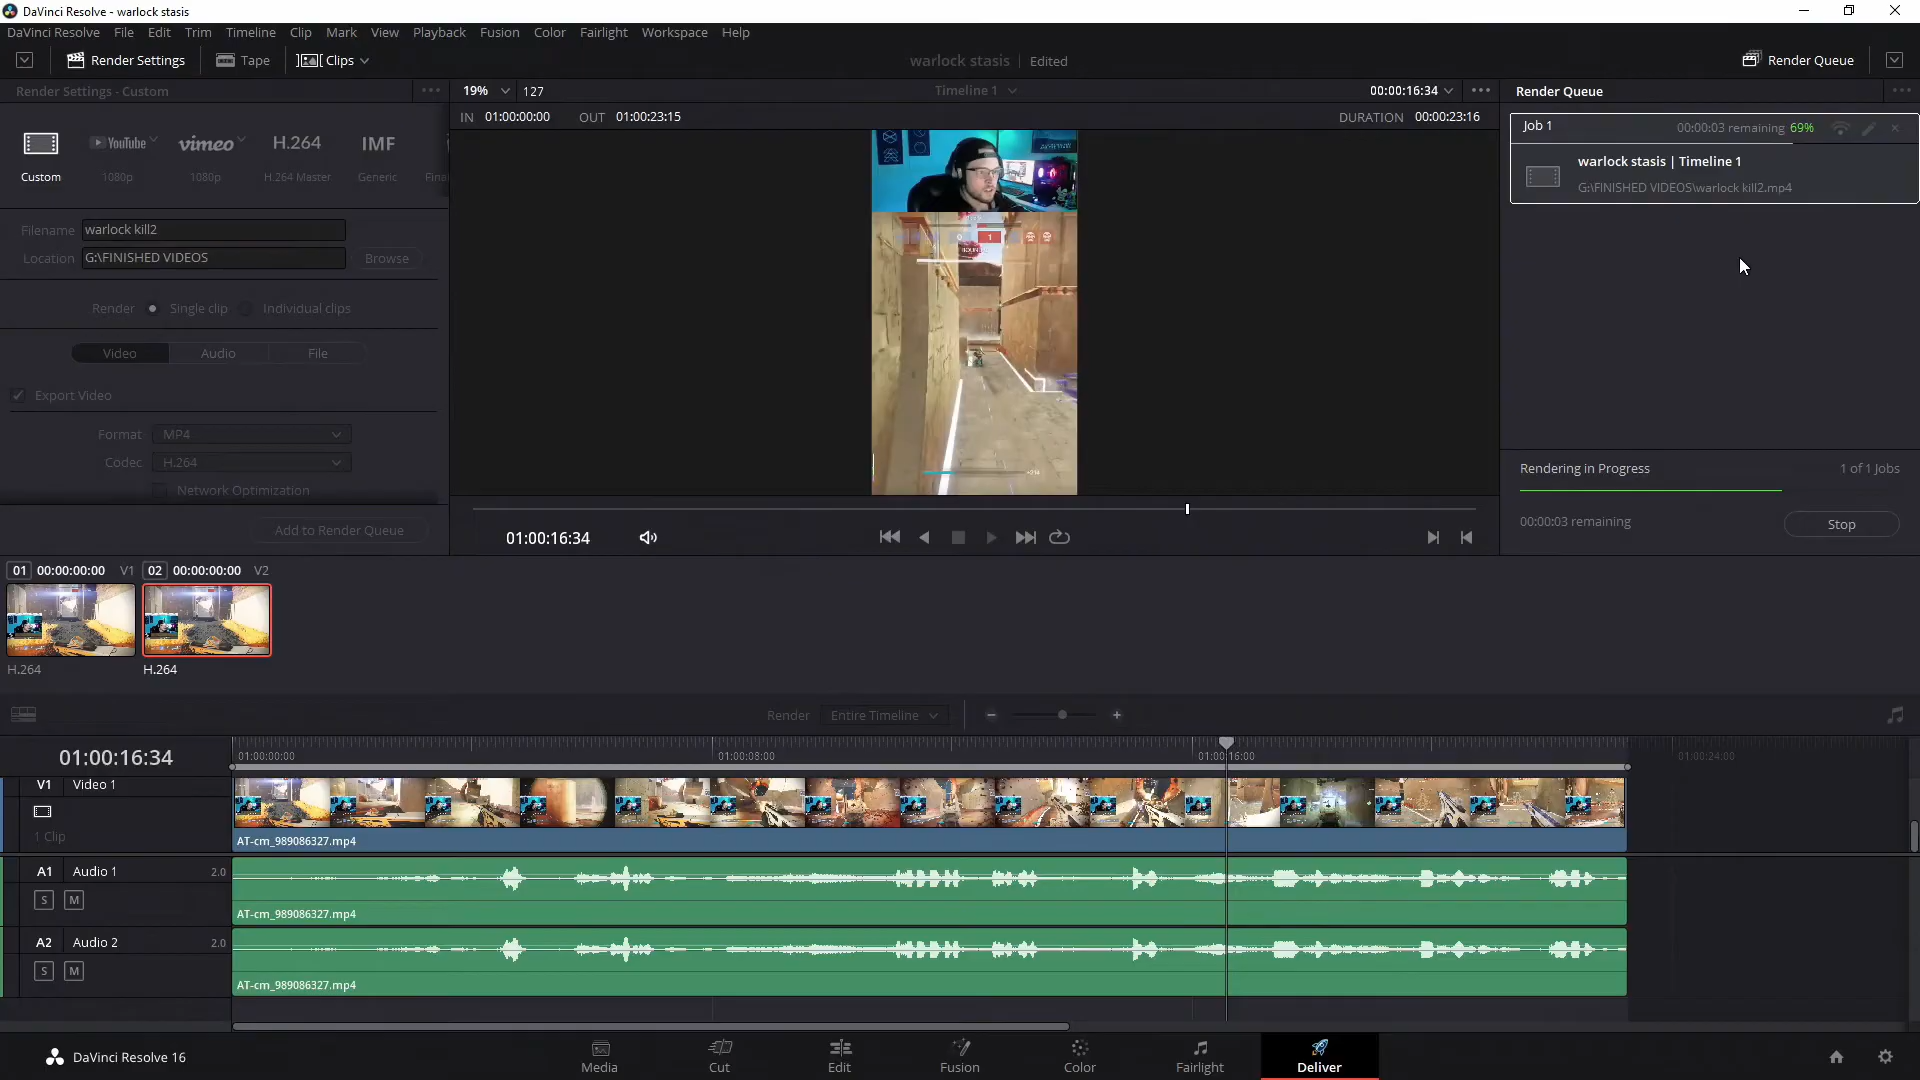 DaVinci Resolve - warlock stasis
DaVinci Resolve File Edit Trim Timeline Clip Mark View Playback Fusion Color Fairlight Workspace Help
Render Settings Tape Clips warlock stasis Edited Render Queue
Render Settings - Custom 19% 127 Timeline 1 00:00:16:34 Render Queue
IN 01:00:00:00 OUT 01:00:23:15 DURATION 00:00:23:16
Job 1 00:00:03 remaining 69%
YouTube vimeo H.264 IMF
Custom 1080p 1080p H.264 Master Generic Final
warlock stasis | Timeline 1
G:\FINISHED VIDEOS\warlock kill2.mp4
Filename warlock kill2
Location G:\FINISHED VIDEOS Browse
0 1
Render Single clip Individual clips
Video Audio File
Export Video
Format MP4
Codec H.264
Network Optimization
Add to Render Queue
Rendering in Progress 1 of 1 Jobs
00:00:03 remaining Stop
01:00:16:34
01 00:00:00:00 V1 02 00:00:00:00 V2
H.264 H.264
Render Entire Timeline
01:00:16:34 01:00:00:00 01:00:08:00 01:00:16:00 01:00:24:00
V1 Video 1
1 Clip
AT-cm_989086327.mp4
A1 Audio 1 2.0
S M
AT-cm_989086327.mp4
A2 Audio 2 2.0
S M
AT-cm_989086327.mp4
DaVinci Resolve 16 Media Cut Edit Fusion Color Fairlight Deliver